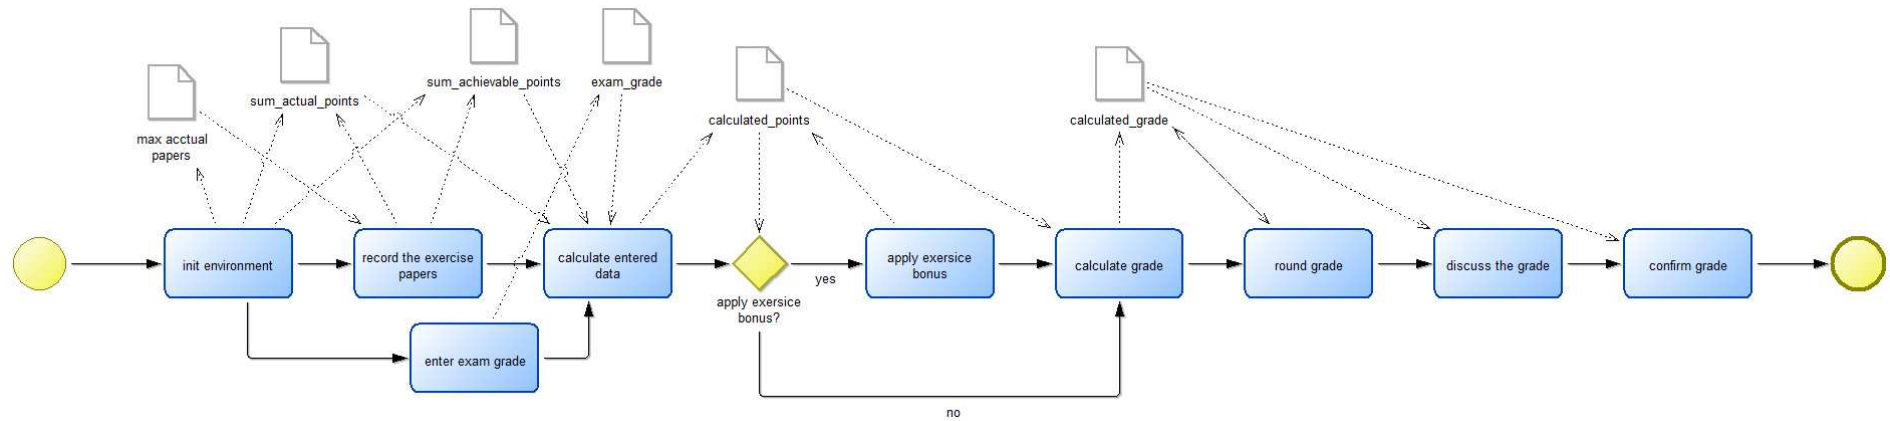 sum_achievable_points
exam_grade
sum_actual_points
calculated_points
calculated_grade
max acctual
papers
init environment
record the exercise
papers
calculate entered
data
apply exersice
bonus?
yes
apply exersice
bonus
calculate grade
round grade
discuss the grade
confirm grade
enter exam grade
no